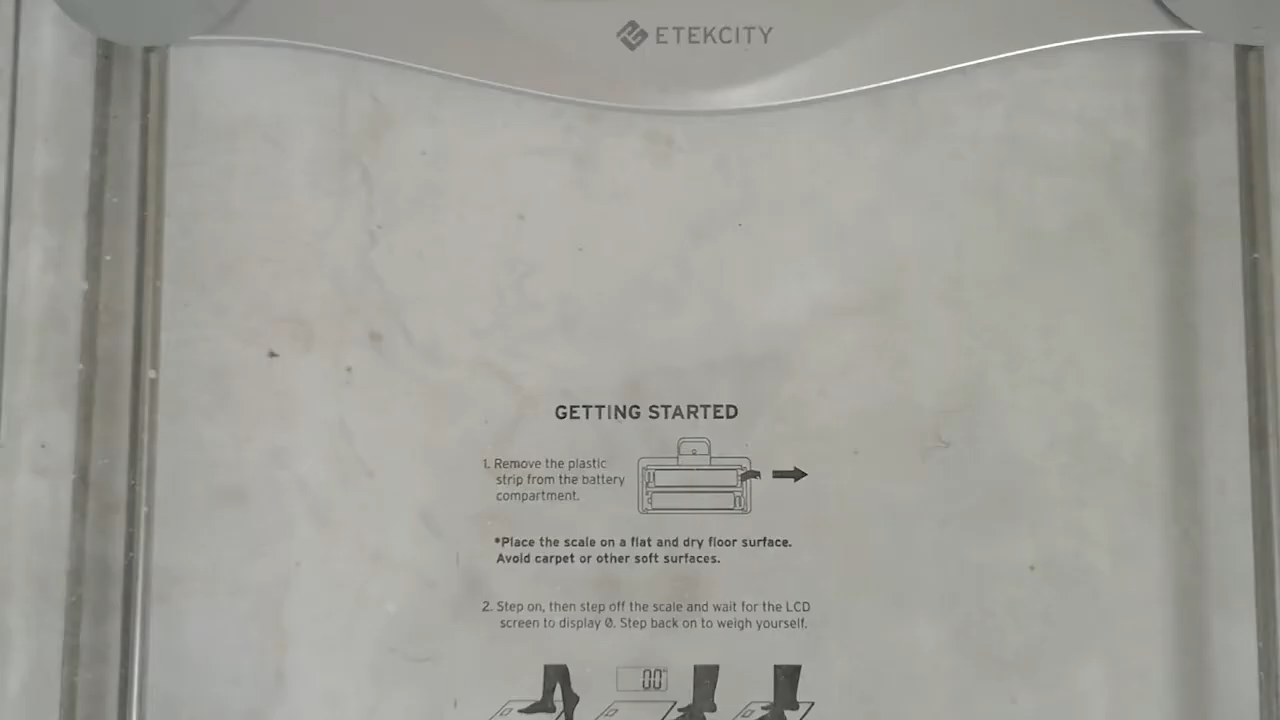 ETEKCITY
GETTING STARTED
1. Remove the plastic
strip from the battery
compartment.
*Place the scale on a flat and dry floor surface.
Avoid carpet or other soft surfaces.
2. Step on, then step off the scale and wait for the LCD
screen to display 0. Step back on to weigh yourself.
00